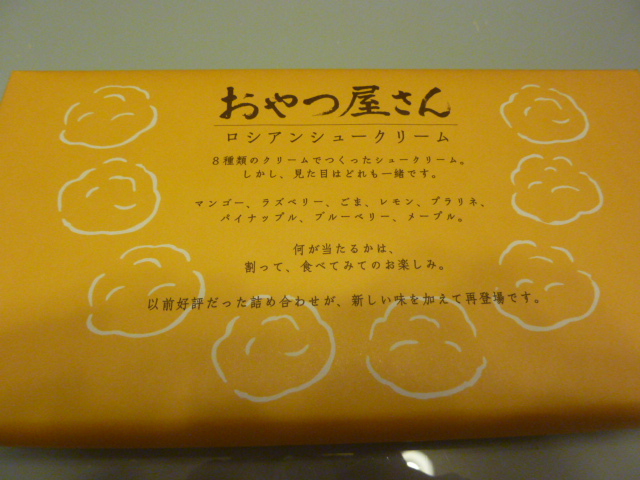 おやつ屋さん
ロシアンシュークリーム
8種類のクリームでつくったシュークリーム。
しかし、見た目はどれも一緒です。
マンゴー、ラズベリー、ごま、レモン、プラリネ、
パイナップル、ブルーベリー、メープル。
何が当たるかは、
割って、食べてみてのお楽しみ。
以前好評だった詰め合わせが、新しい味を加えて再登場です。